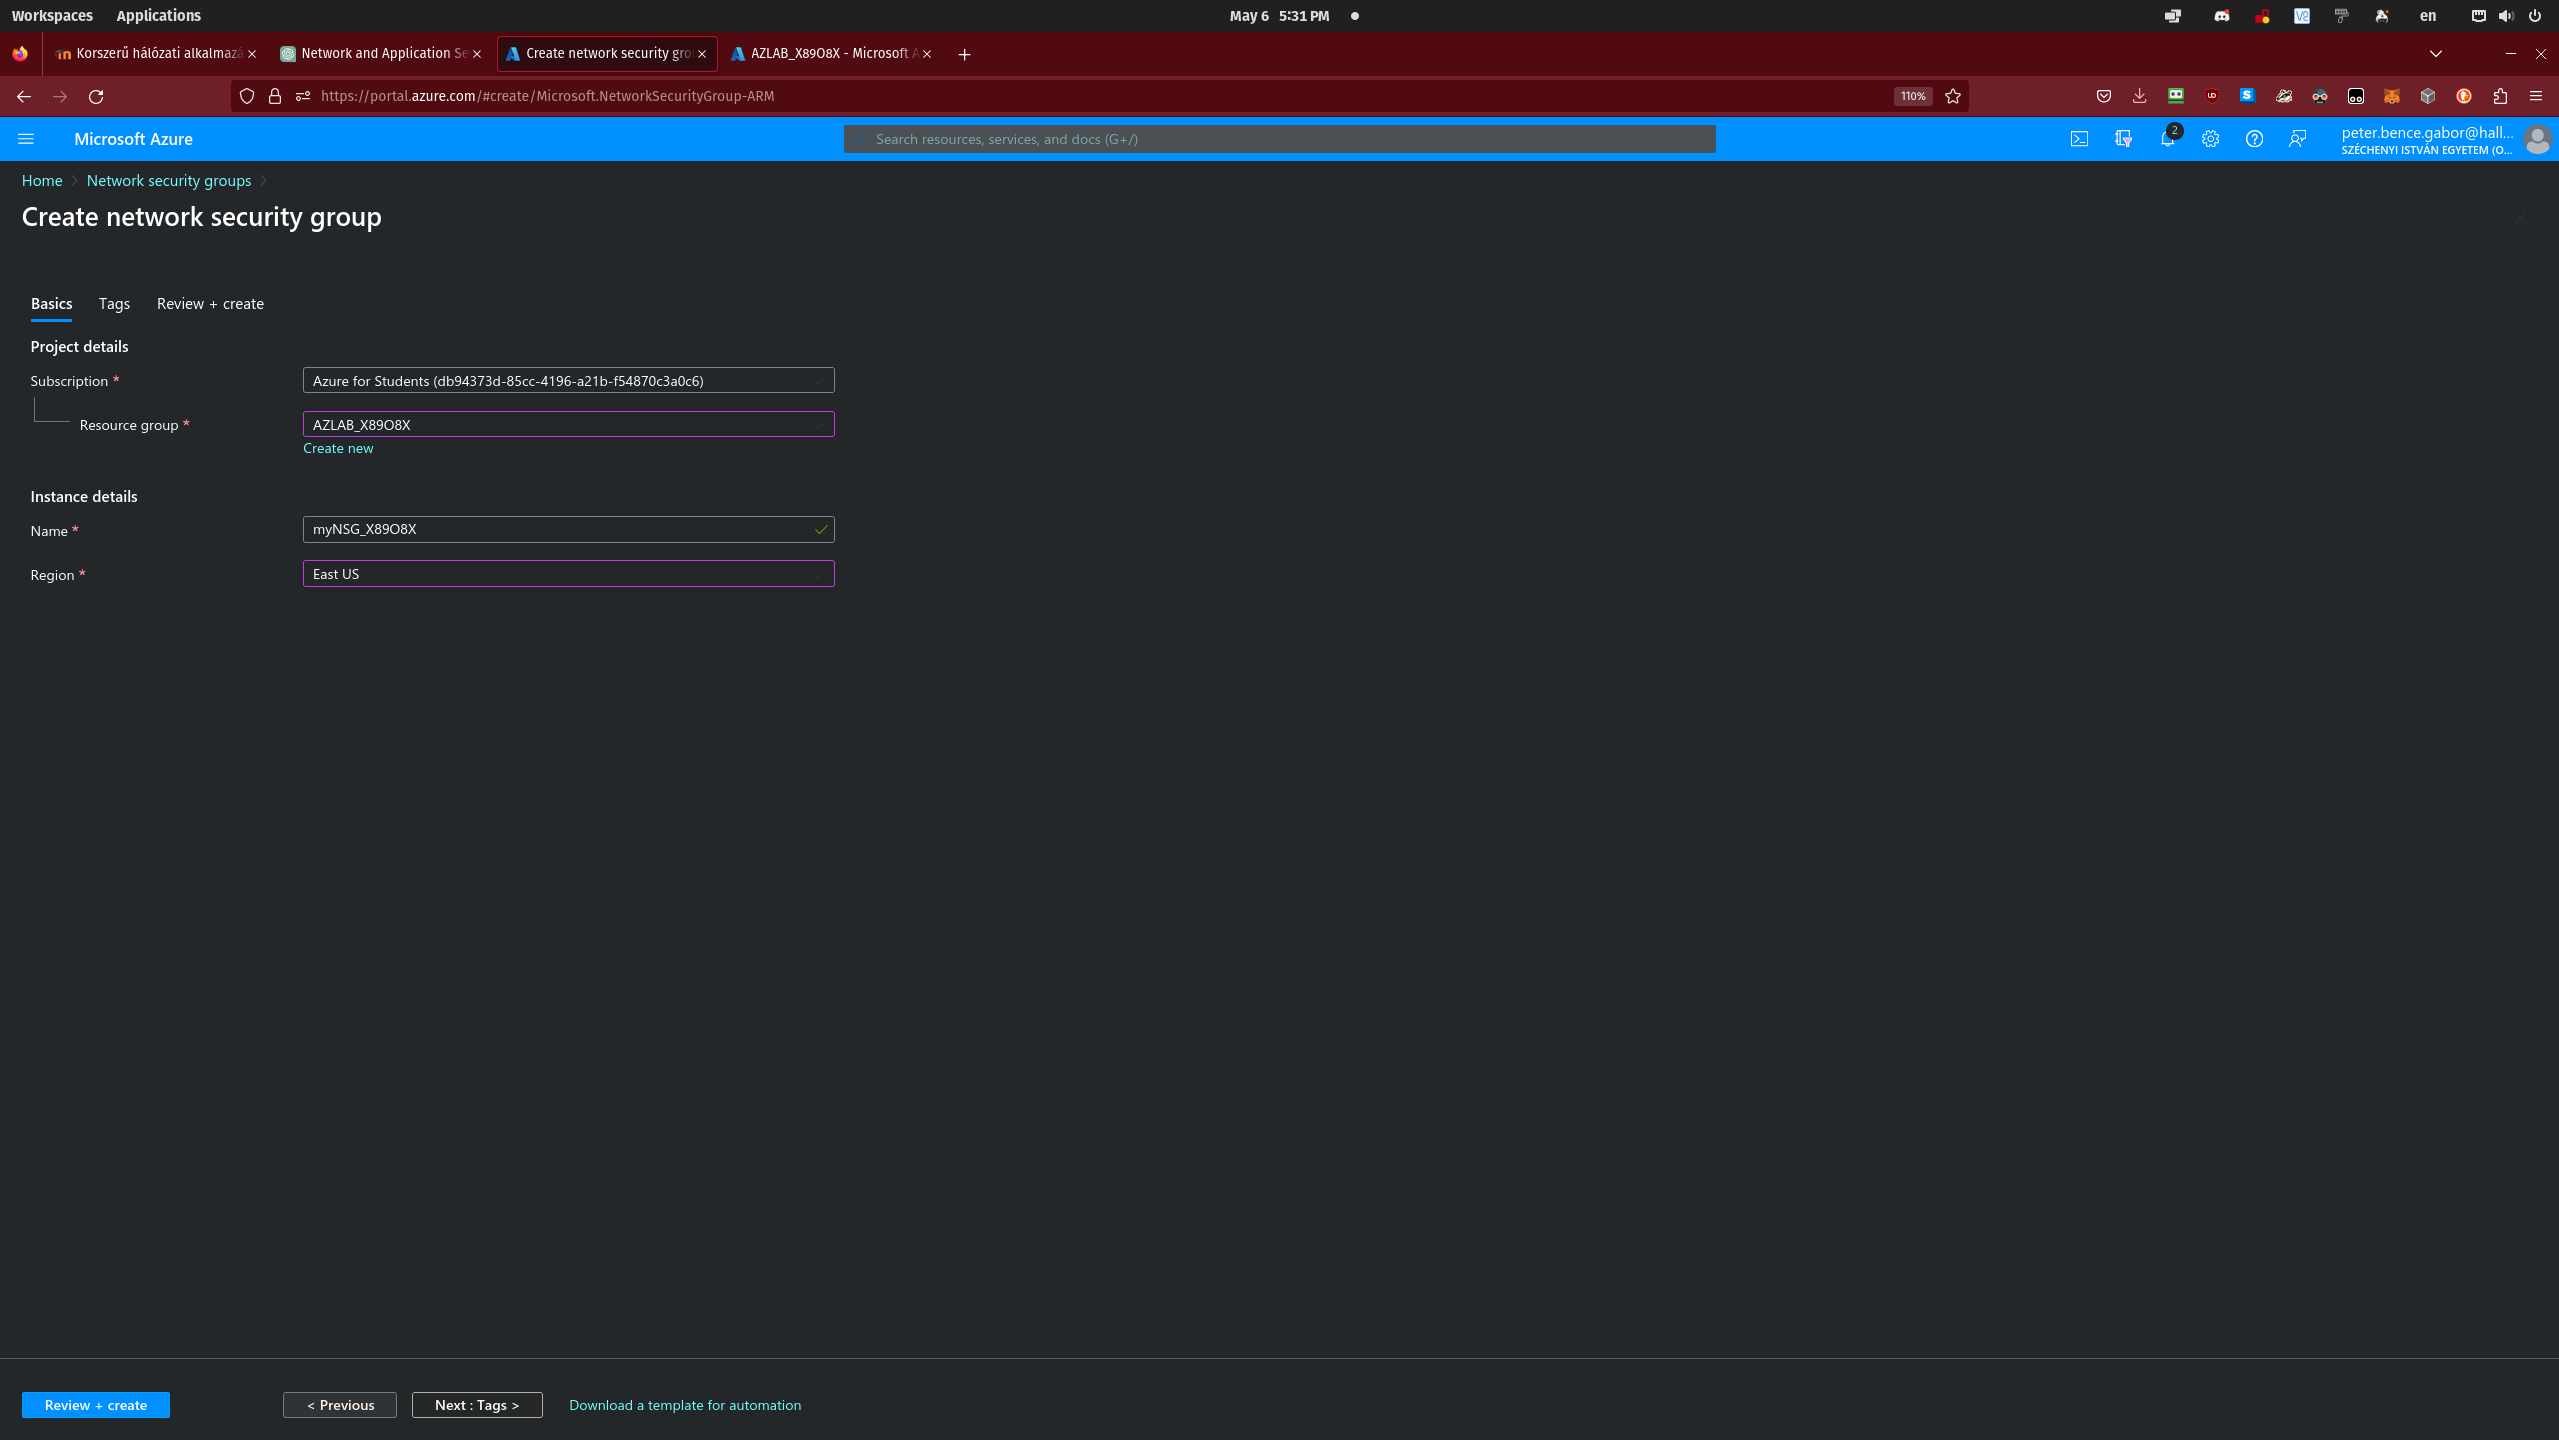 Workspaces Applications May 6 5:31 PM en
Korszerű hálózati alkalmazá Network and Application Se Create network security grou AZLAB_X89O8X - Microsoft A
https://portal.azure.com/#create/Microsoft.NetworkSecurityGroup-ARM 110%
Microsoft Azure Search resources, services, and docs (G+/) 2 peter.bence.gabor@hall...
SZÉCHENYI ISTVÁN EGYETEM (O...
Home Network security groups
Create network security group
Basics Tags Review + create
Project details
Subscription * Azure for Students (db94373d-85cc-4196-a21b-f54870c3a0c6)
Resource group * AZLAB_X89O8X
Create new
Instance details
Name * myNSG_X89O8X
Region * East US
Review + create < Previous Next : Tags > Download a template for automation